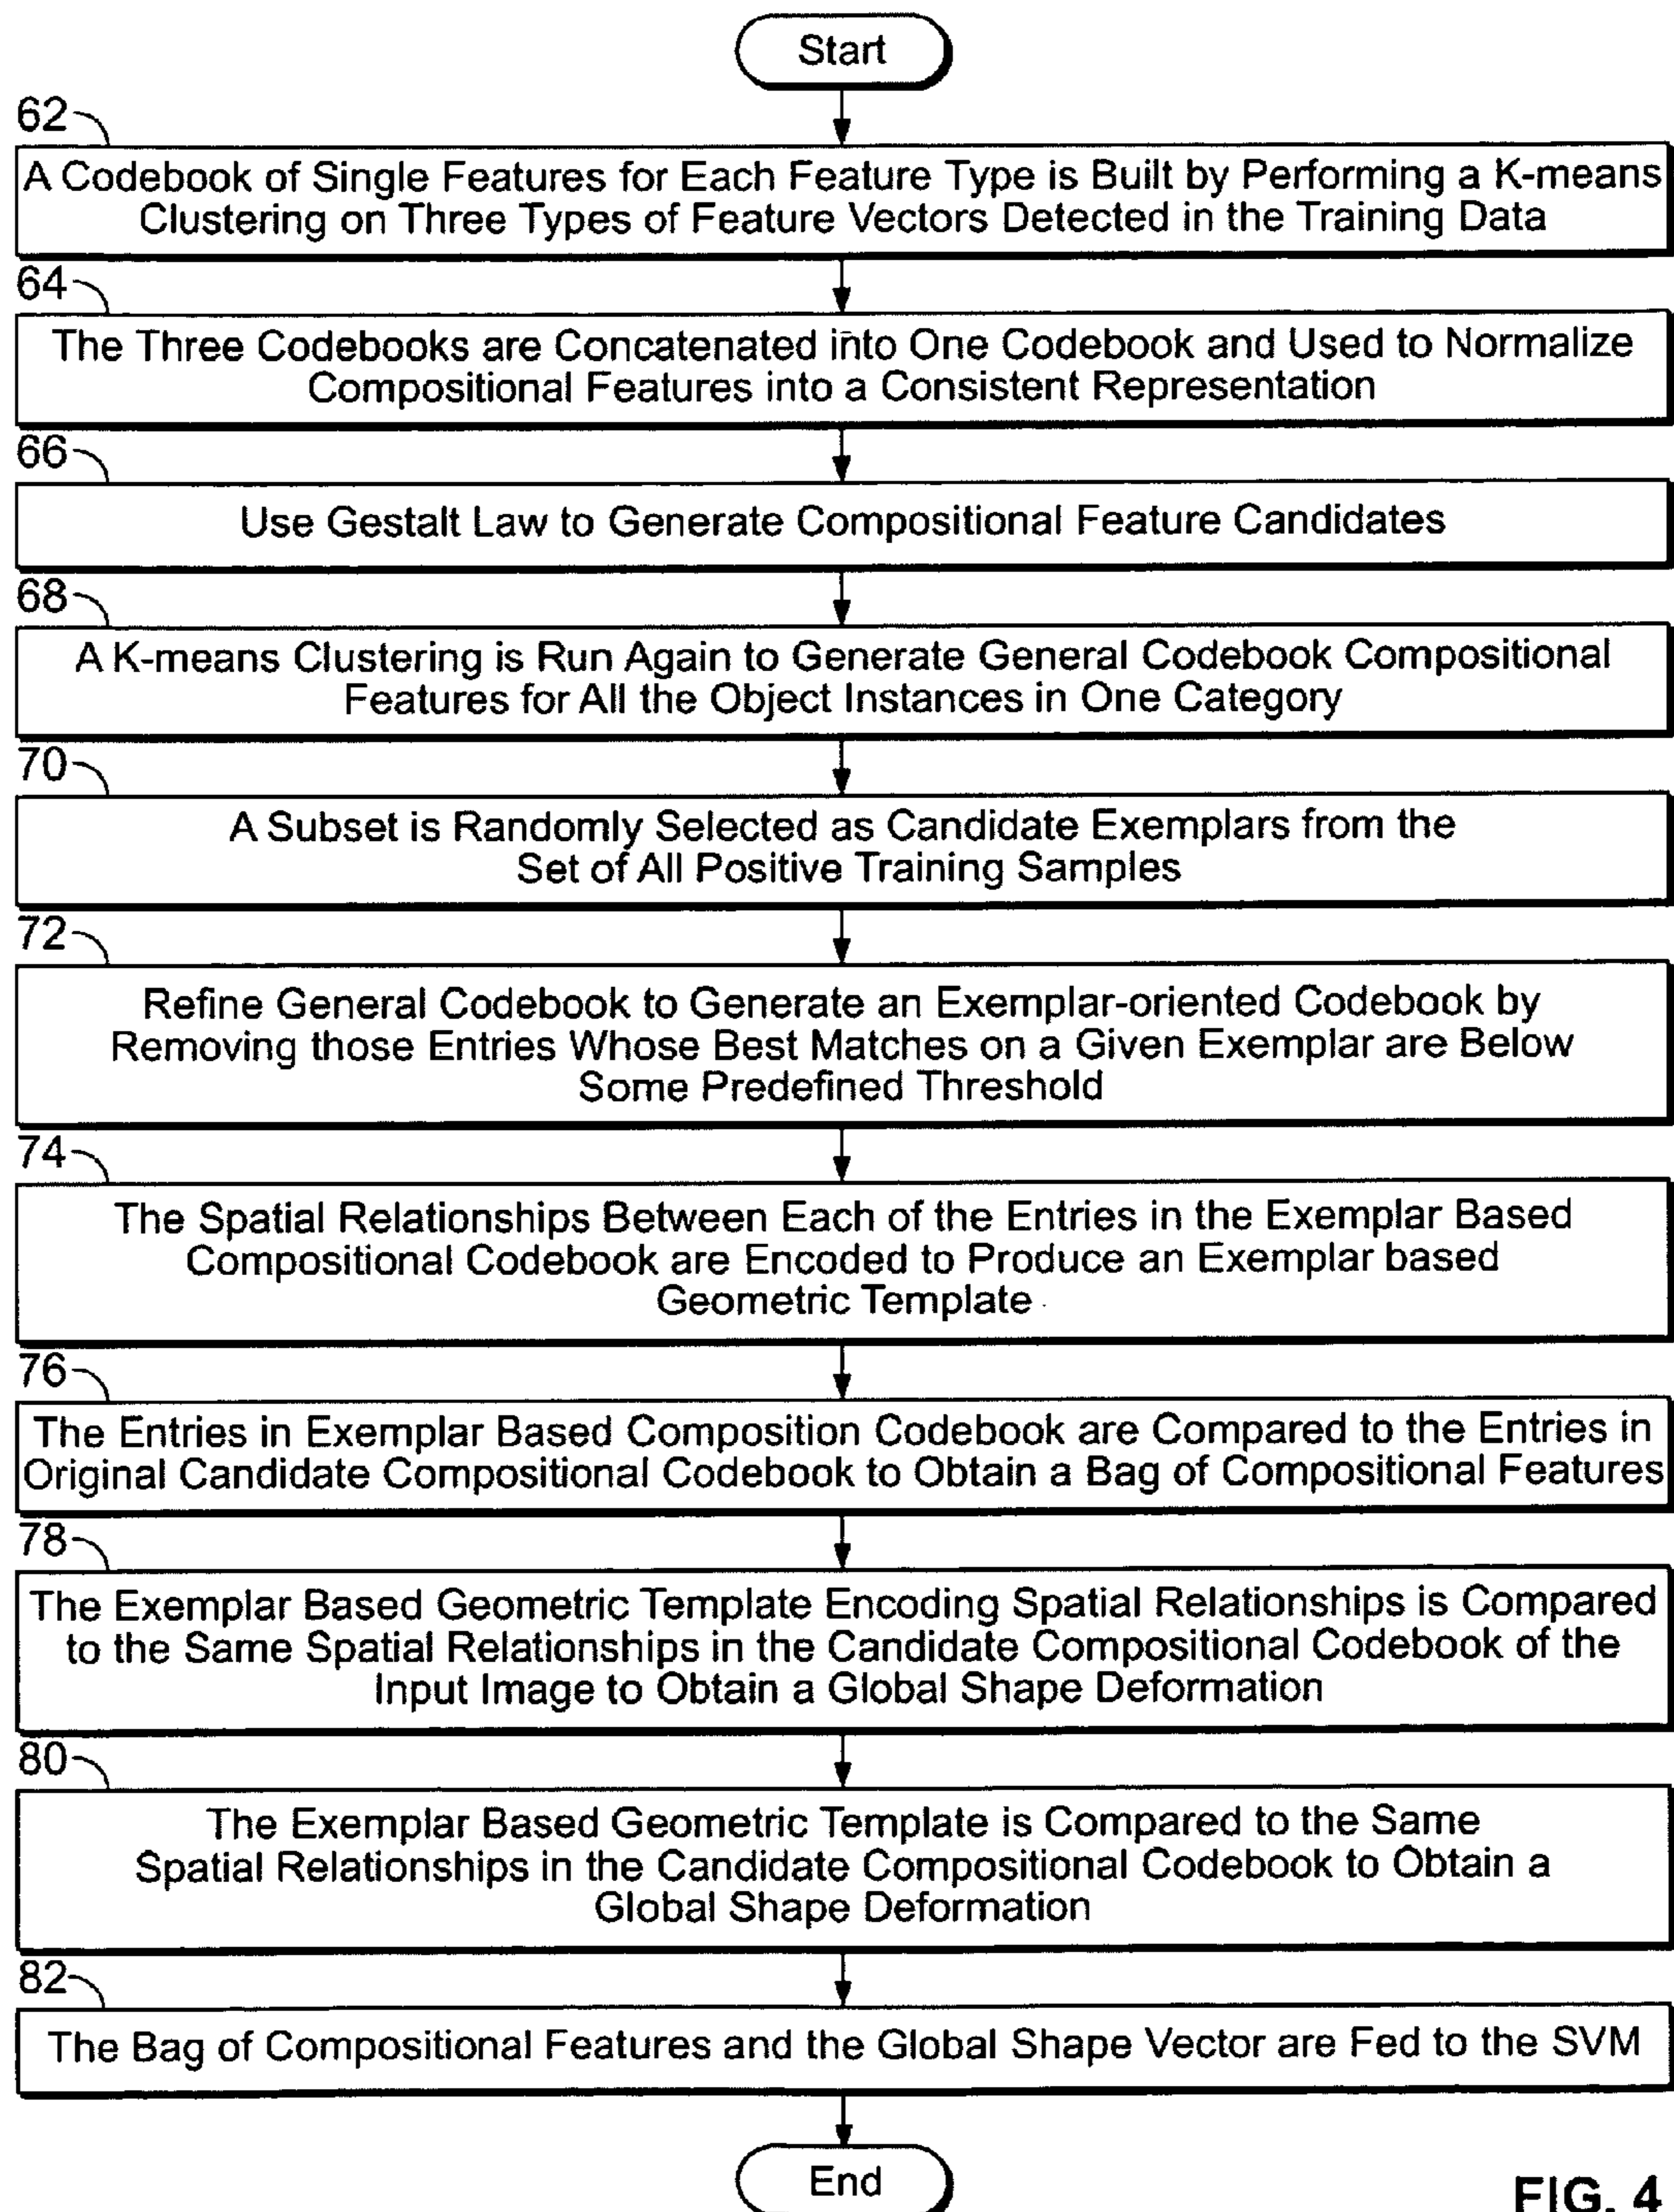 Start
62
A Codebook of Single Features for Each Feature Type is Built by Performing a K-means
Clustering on Three Types of Feature Vectors Detected in the Training Data
64
The Three Codebooks are Concatenated into One Codebook and Used to Normalize
Compositional Features into a Consistent Representation
66
Use Gestalt Law to Generate Compositional Feature Candidates
68
A K-means Clustering is Run Again to Generate General Codebook Compositional
Features for All the Object Instances in One Category
70
A Subset is Randomly Selected as Candidate Exemplars from the
Set of All Positive Training Samples
72
Refine General Codebook to Generate an Exemplar-oriented Codebook by
Removing those Entries Whose Best Matches on a Given Exemplar are Below
Some Predefined Threshold
74
The Spatial Relationships Between Each of the Entries in the Exemplar Based
Compositional Codebook are Encoded to Produce an Exemplar based
Geometric Template
76
The Entries in Exemplar Based Composition Codebook are Compared to the Entries in
Original Candidate Compositional Codebook to Obtain a Bag of Compositional Features
78
The Exemplar Based Geometric Template Encoding Spatial Relationships is Compared
to the Same Spatial Relationships in the Candidate Compositional Codebook of the
Input Image to Obtain a Global Shape Deformation
80
The Exemplar Based Geometric Template is Compared to the Same
Spatial Relationships in the Candidate Compositional Codebook to Obtain a
Global Shape Deformation
82
The Bag of Compositional Features and the Global Shape Vector are Fed to the SVM
End
FIG. 4